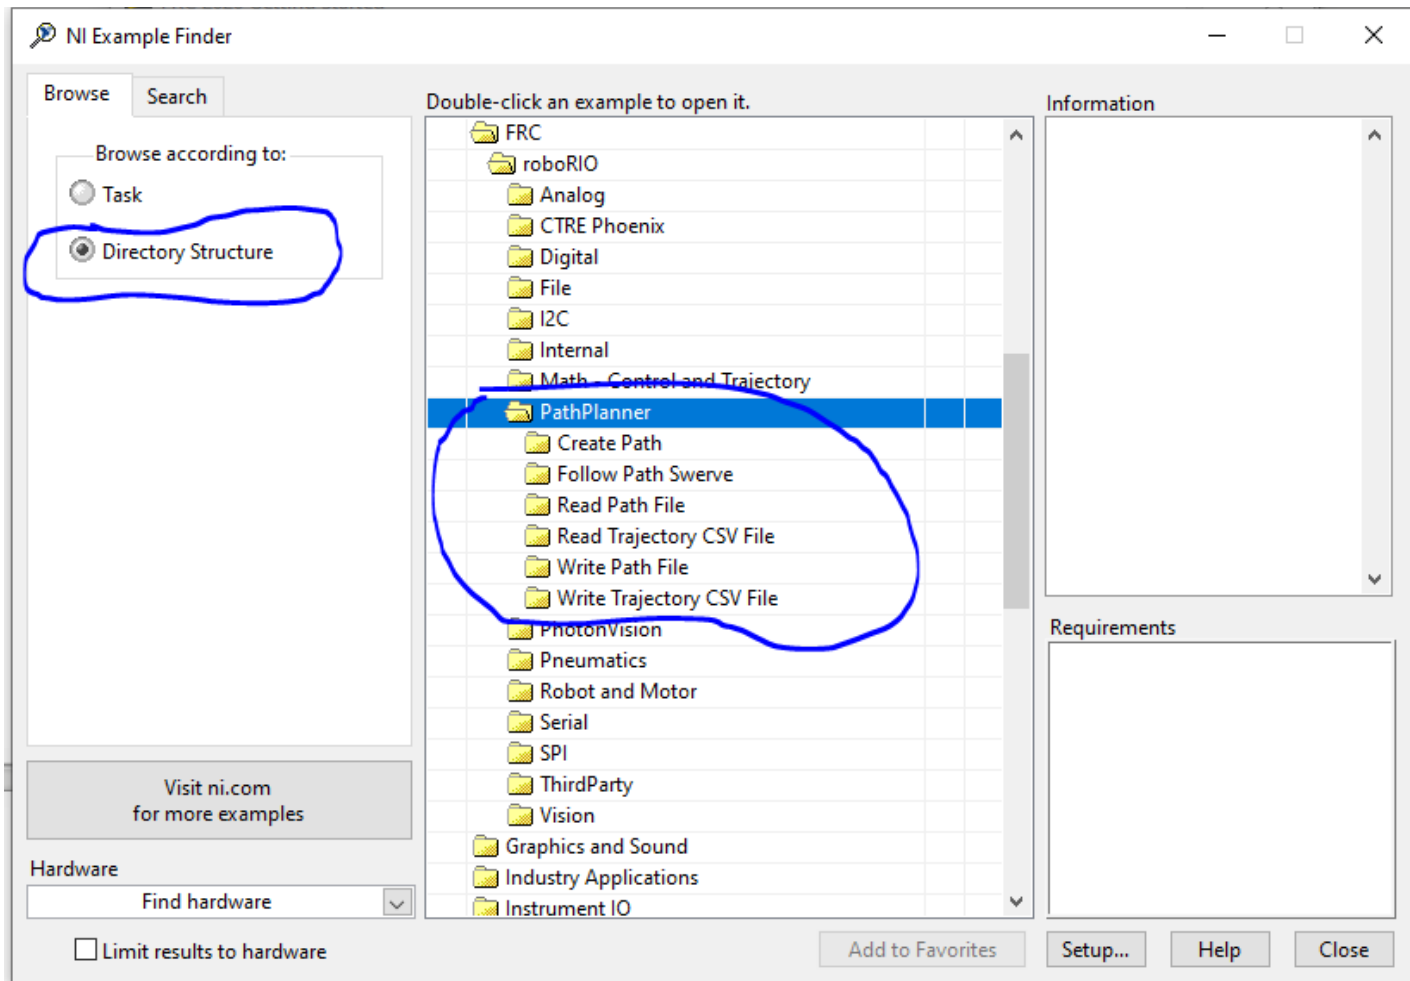 NI Example Finder
Browse
Search
Browse according to:
Task
Directory Structure
Visit ni.com
for more examples
Hardware
Find hardware
Limit results to hardware
Double-click an example to open it.
FRC
roboRIO
Analog
CTRE Phoenix
Digital
File
I2C
Internal
Math - Control and Trajectory
PathPlanner
Create Path
Follow Path Swerve
Read Path File
Read Trajectory CSV File
Write Path File
Write Trajectory CSV File
PhotonVision
Pneumatics
Robot and Motor
Serial
SPI
ThirdParty
Vision
Graphics and Sound
Industry Applications
Instrument IO
Information
Requirements
Add to Favorites
Setup...
Help
Close